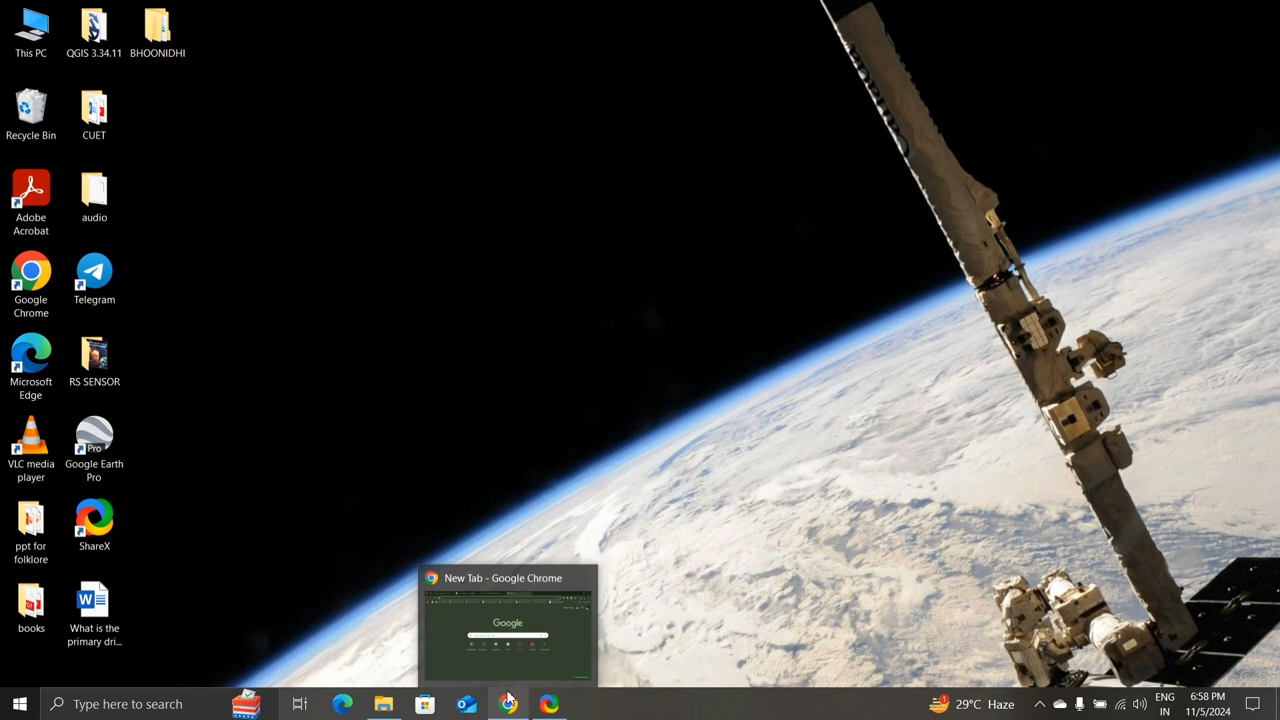 This PC
QGIS 3.34.11
BHOONIDHI
Recycle Bin
CUET
Adobe
Acrobat
audio
Google
Chrome
Telegram
Microsoft
Edge
RS SENSOR
VLC media
player
Pro
Google Earth
Pro
ppt for
folklore
ShareX
books
What is the
primary dri...
New Tab - Google Chrome
Google
Type here to search
29°C Haze
ENG
IN
6:58 PM
11/5/2024